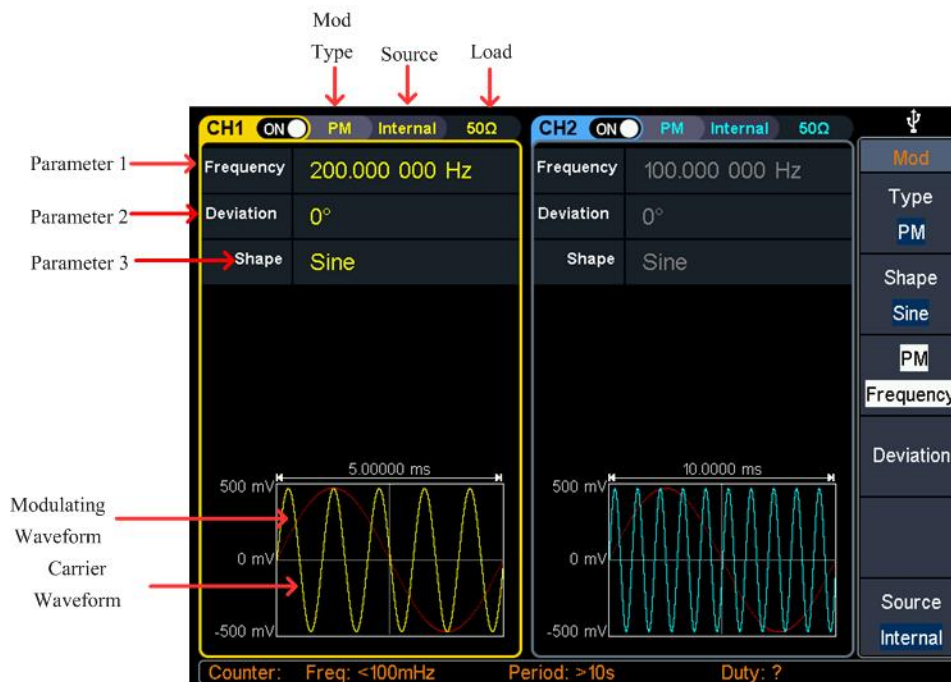 Mod
Type
Source
Load
CH1 ON PM Internal 50Ω
CH2 ON PM Internal 50Ω
Parameter 1
Frequency 200.000 000 Hz
Frequency 100.000 000 Hz
Mod
Parameter 2
Deviation 0°
Deviation 0°
Type
PM
Parameter 3
Shape Sine
Shape Sine
Shape
Sine
PM
Frequency
Deviation
5.00000 ms
10.0000 ms
500 mV
500 mV
Modulating
Waveform
0 mV
0 mV
Carrier
Waveform
-500 mV
-500 mV
Source
Internal
Counter: Freq: <100mHz Period: >10s Duty: ?